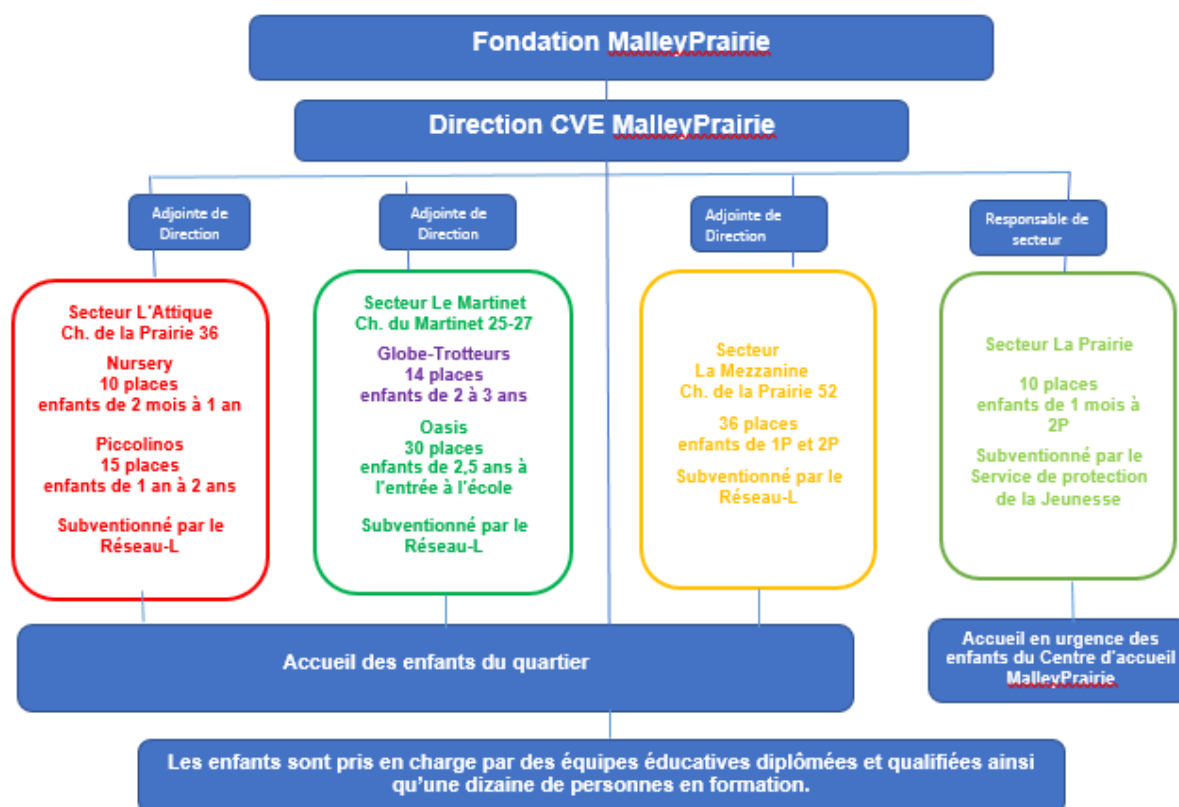 Fondation MalleyPrairie
Direction CVE MalleyPrairie
Adjointe de
Direction
Adjointe de
Direction
Adjointe de
Direction
Responsable de
secteur
Secteur L'Attique
Ch. de la Prairie 36
Nursery
10 places
enfants de 2 mois à 1 an
Piccolinos
15 places
enfants de 1 an à 2 ans
Subventionné par le
Réseau-L
Secteur Le Martinet
Ch. du Martinet 25-27
Globe-Trotteurs
14 places
enfants de 2 à 3 ans
Oasis
30 places
enfants de 2,5 ans à
l'entrée à l'école
Subventionné par le
Réseau-L
Secteur
La Mezzanine
Ch. de la Prairie 52
36 places
enfants de 1P et 2P
Subventionné par le
Réseau-L
Secteur La Prairie
10 places
enfants de 1 mois à
2P
Subventionné par le
Service de protection
de la Jeunesse
Accueil des enfants du quartier
Accueil en urgence des
enfants du Centre d'accueil
MalleyPrairie
Les enfants sont pris en charge par des équipes éducatives diplômées et qualifiées ainsi
qu'une dizaine de personnes en formation.